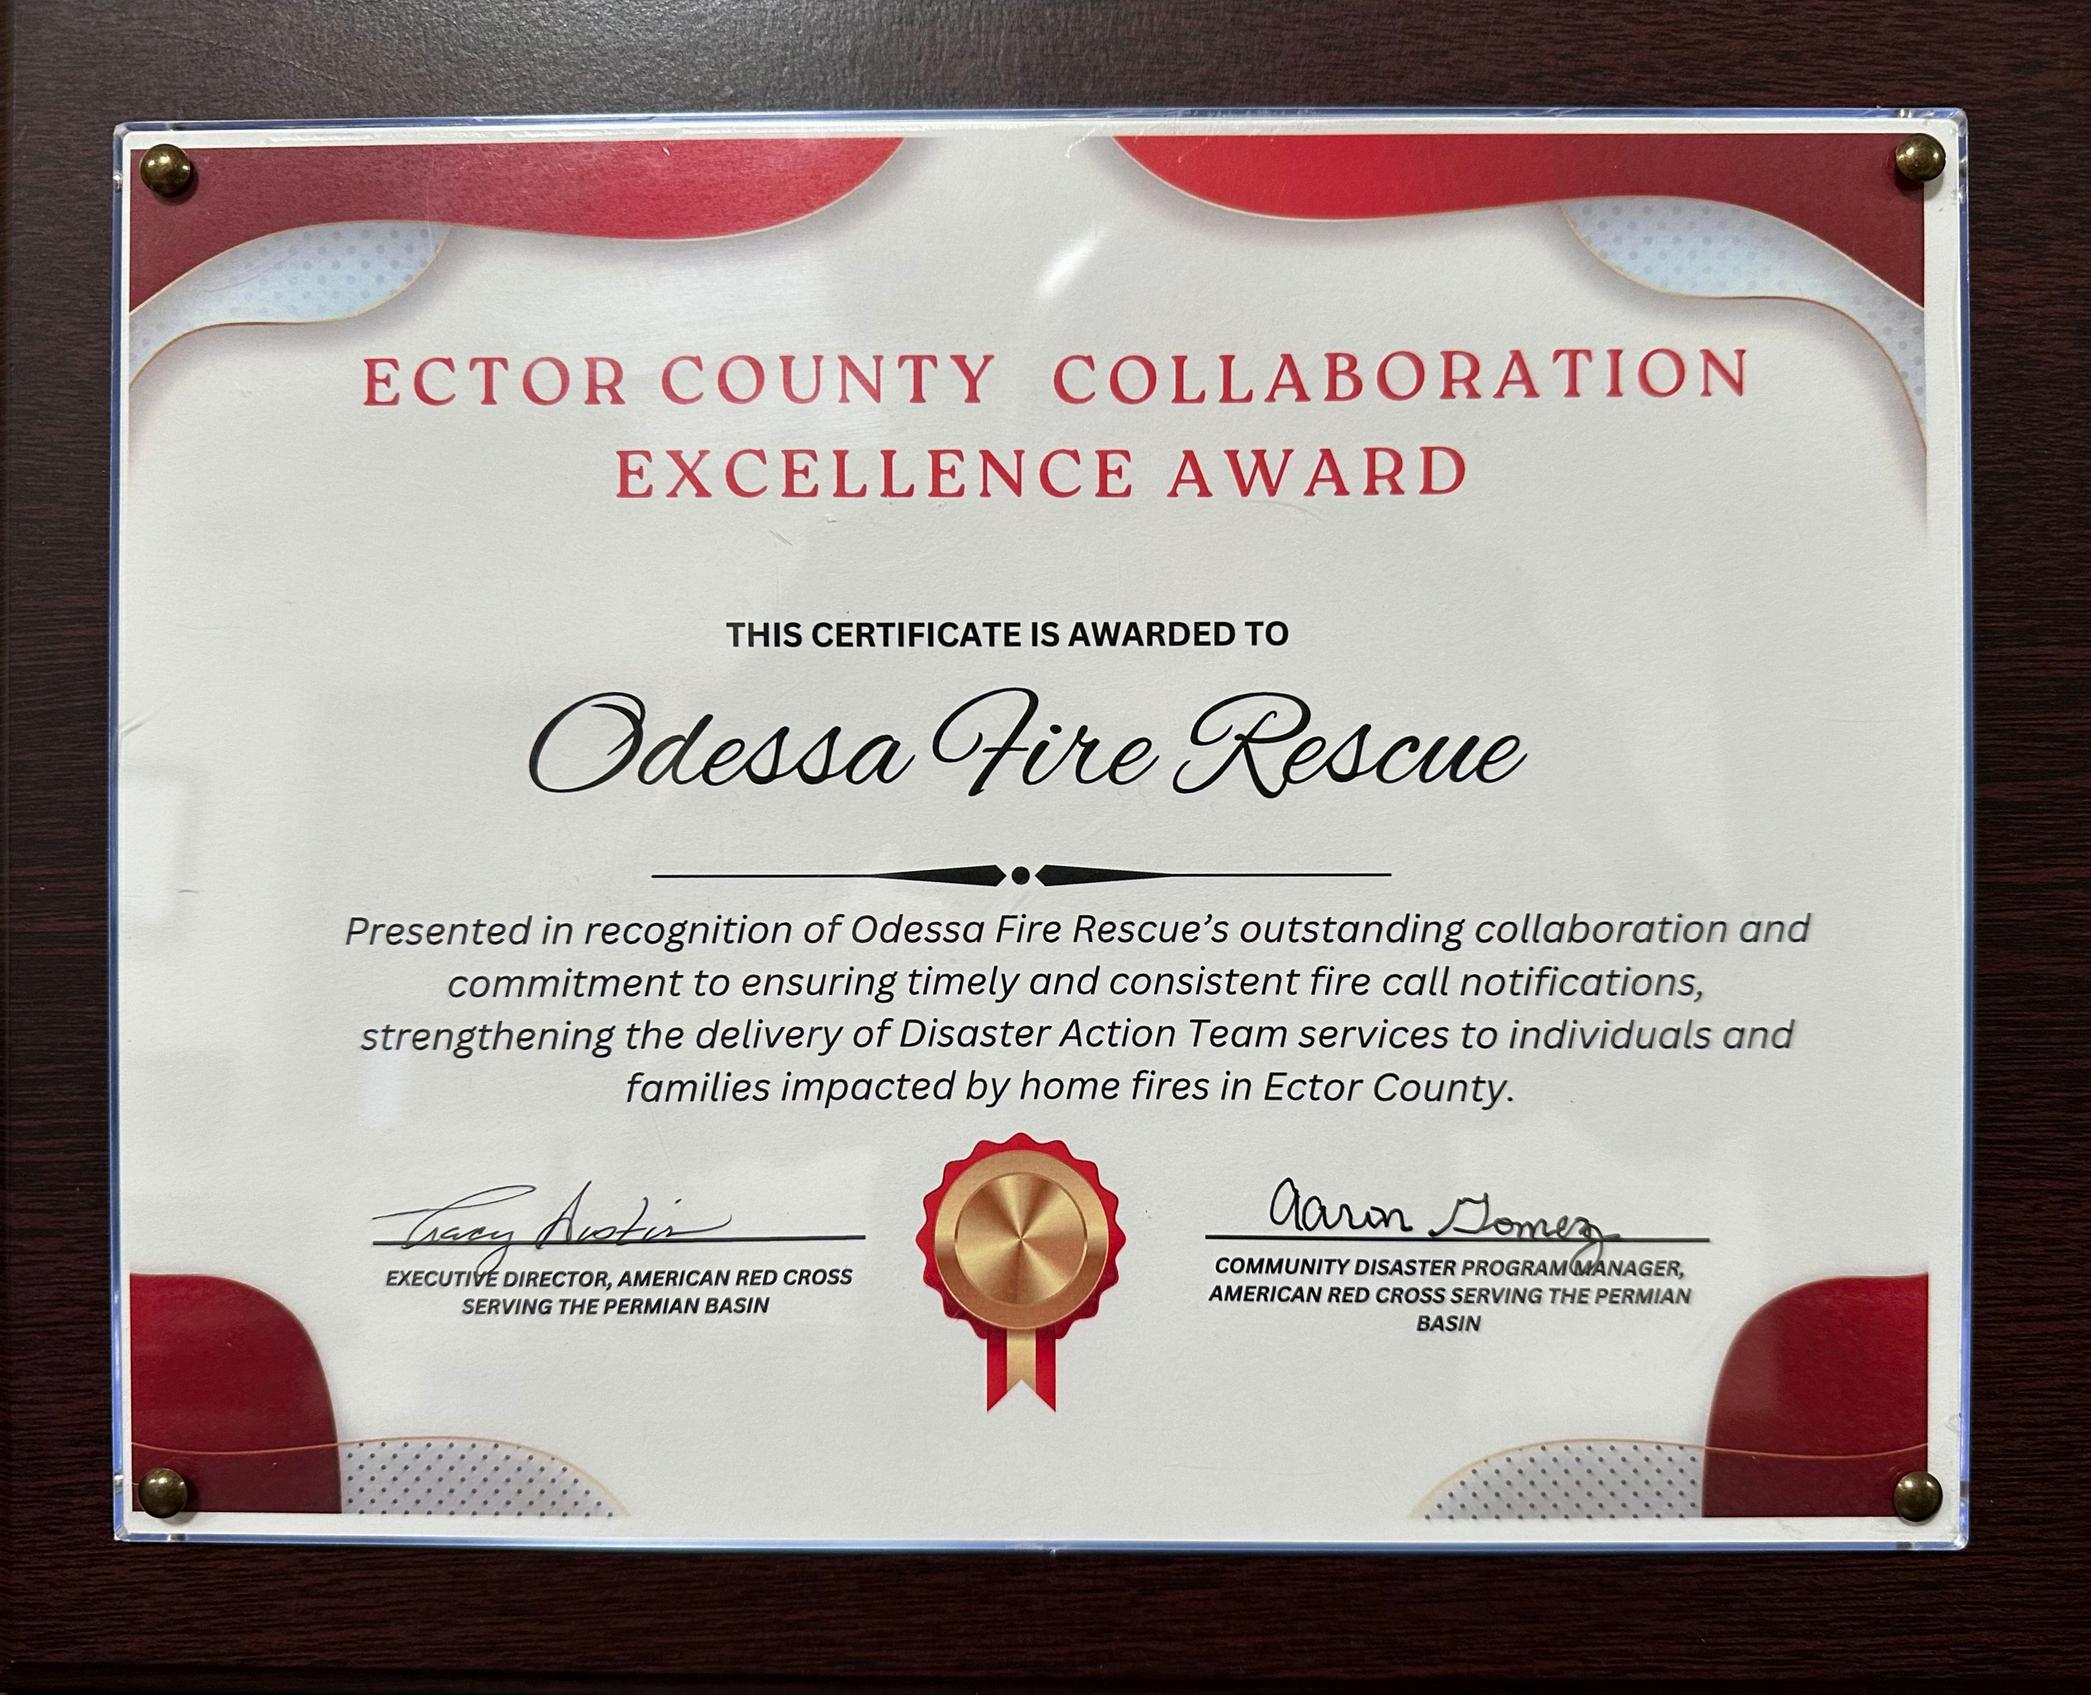 ECTOR COUNTY COLLABORATION
EXCELLENCE AWARD
THIS CERTIFICATE IS AWARDED TO
Odessa Fire Rescue
Presented in recognition of Odessa Fire Rescue’s outstanding collaboration and
commitment to ensuring timely and consistent fire call notifications,
strengthening the delivery of Disaster Action Team services to individuals and
families impacted by home fires in Ector County.
Tracy Austin
EXECUTIVE DIRECTOR, AMERICAN RED CROSS
SERVING THE PERMIAN BASIN
Aaron Gomez
COMMUNITY DISASTER PROGRAM MANAGER,
AMERICAN RED CROSS SERVING THE PERMIAN
BASIN